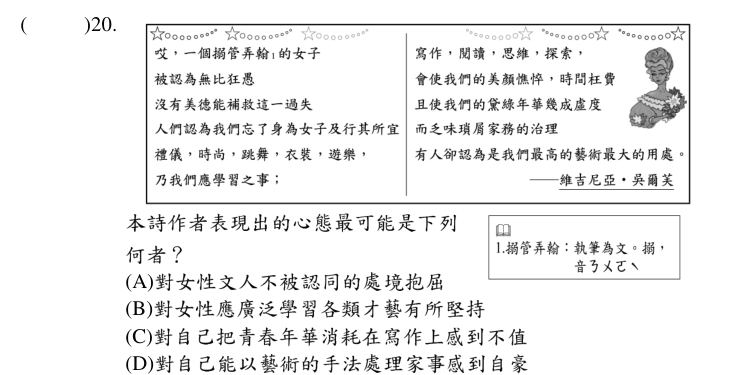 (　　)20.
哎，一個搦管弄翰1的女子
被認為無比狂愚
沒有美德能補救這一過失
人們認為我們忘了身為女子及行其所宜
禮儀，時尚，跳舞，衣裝，遊樂，
乃我們應學習之事；
寫作，閱讀，思維，探索，
會使我們的美顏憔悴，時間枉費
且使我們的黛綠年華幾成虛度
而乏味瑣屑家務的治理
有人卻認為是我們最高的藝術最大的用處。
——維吉尼亞・吳爾芙
本詩作者表現出的心態最可能是下列
何者？
1.搦管弄翰：執筆為文。搦，
音ㄋㄨㄛˋ
(A)對女性文人不被認同的處境抱屈
(B)對女性應廣泛學習各類才藝有所堅持
(C)對自己把青春年華消耗在寫作上感到不值
(D)對自己能以藝術的手法處理家事感到自豪